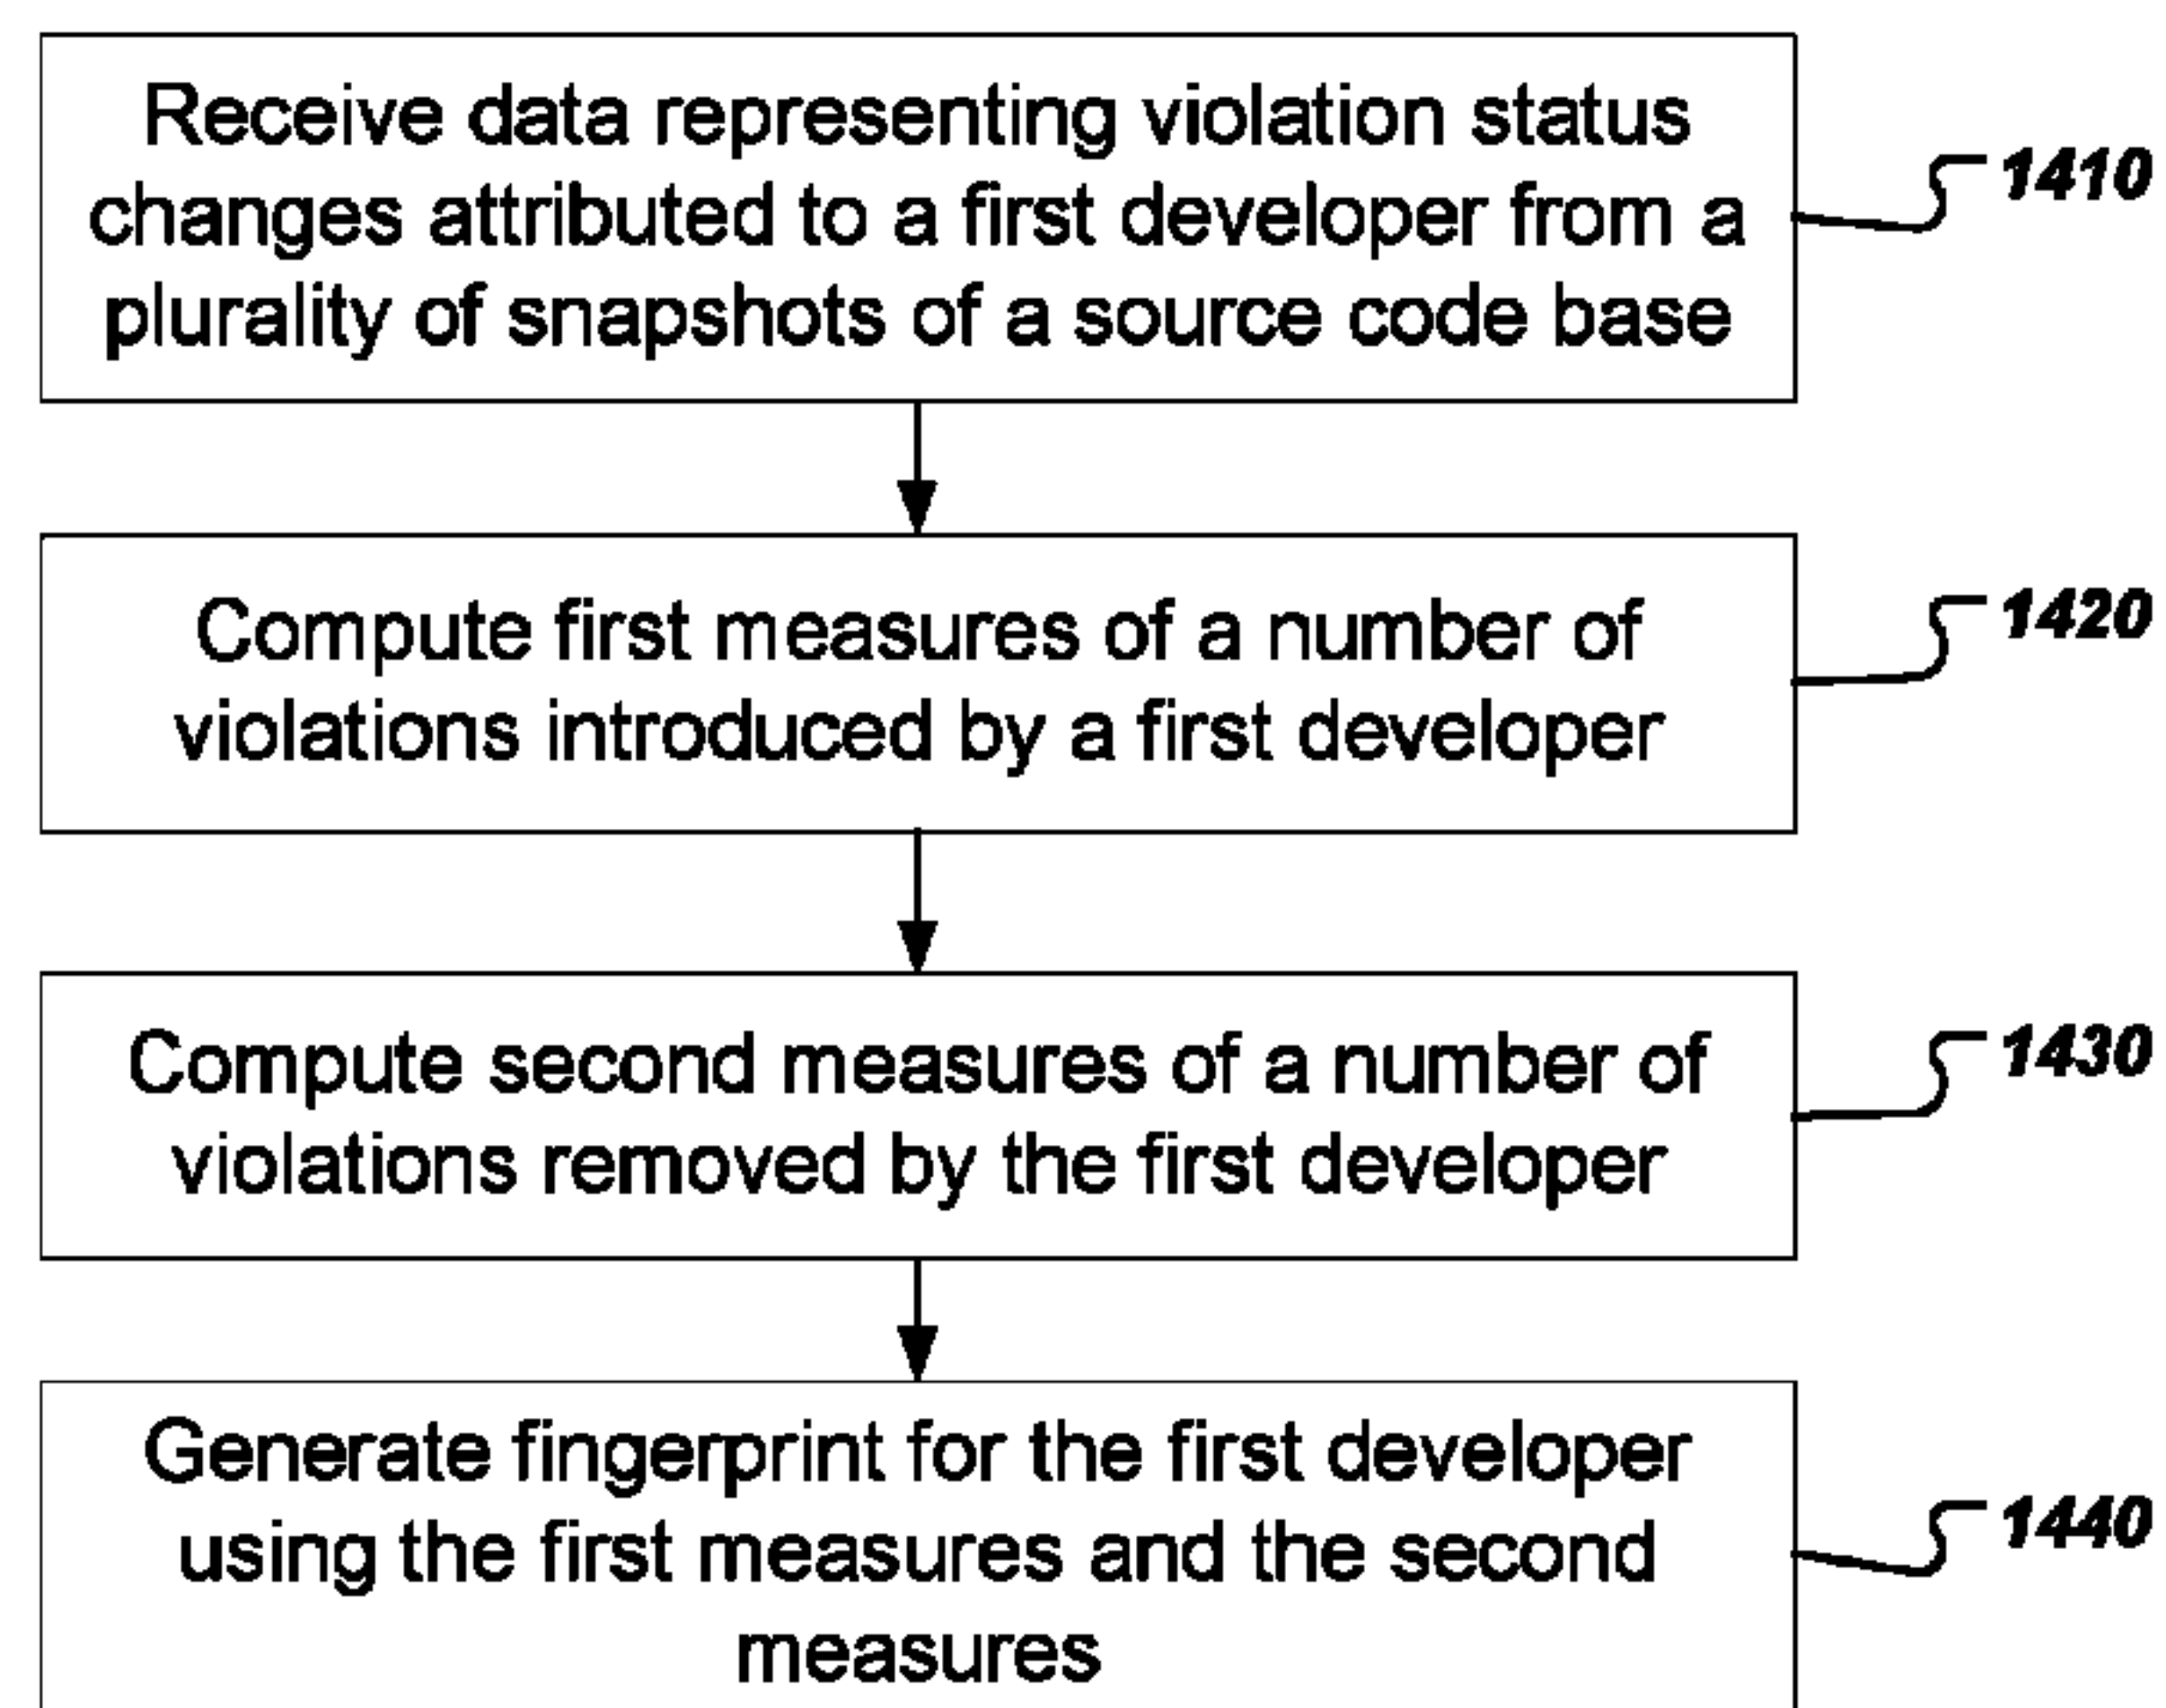 Receive data representing violation status
changes attributed to a first developer from a
plurality of snapshots of a source code base
1410
Compute first measures of a number of
violations introduced by a first developer
1420
Compute second measures of a number of
violations removed by the first developer
1430
Generate fingerprint for the first developer
using the first measures and the second
measures
1440